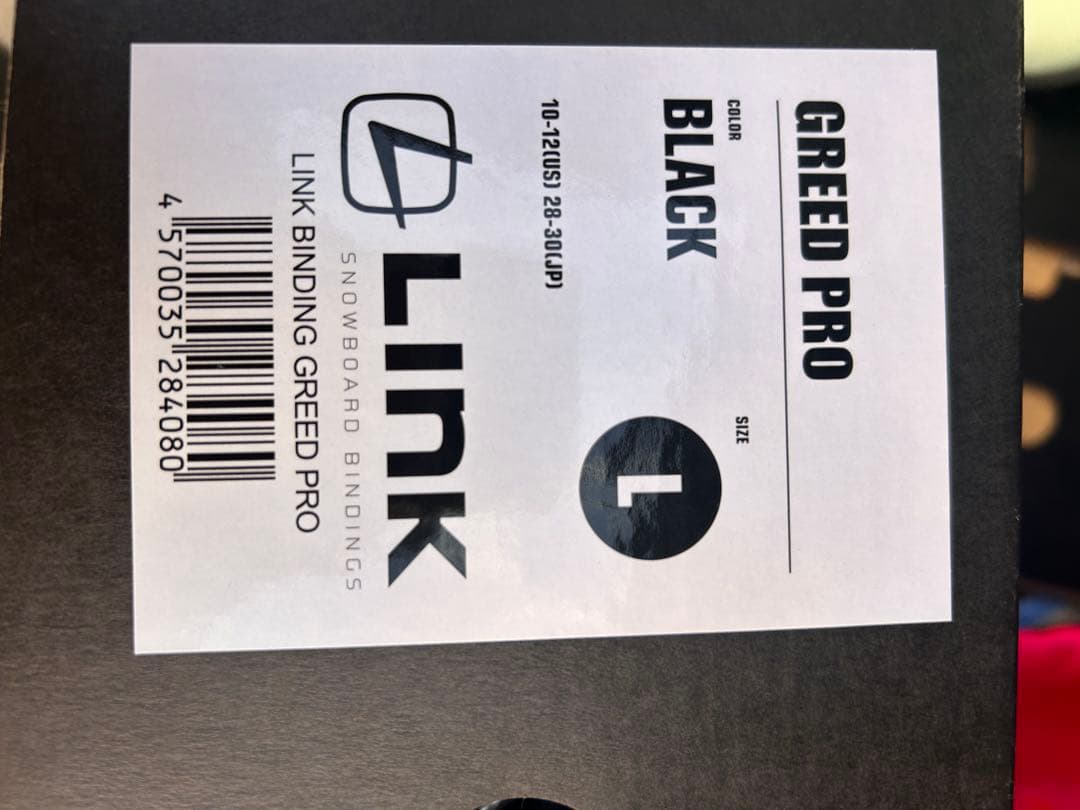 GREED PRO
COLOR
BLACK
SIZE
L
10-12(US) 28-30(JP)
LINK
SNOWBOARD BINDINGS
LINK BINDING GREED PRO
4 570035 284080